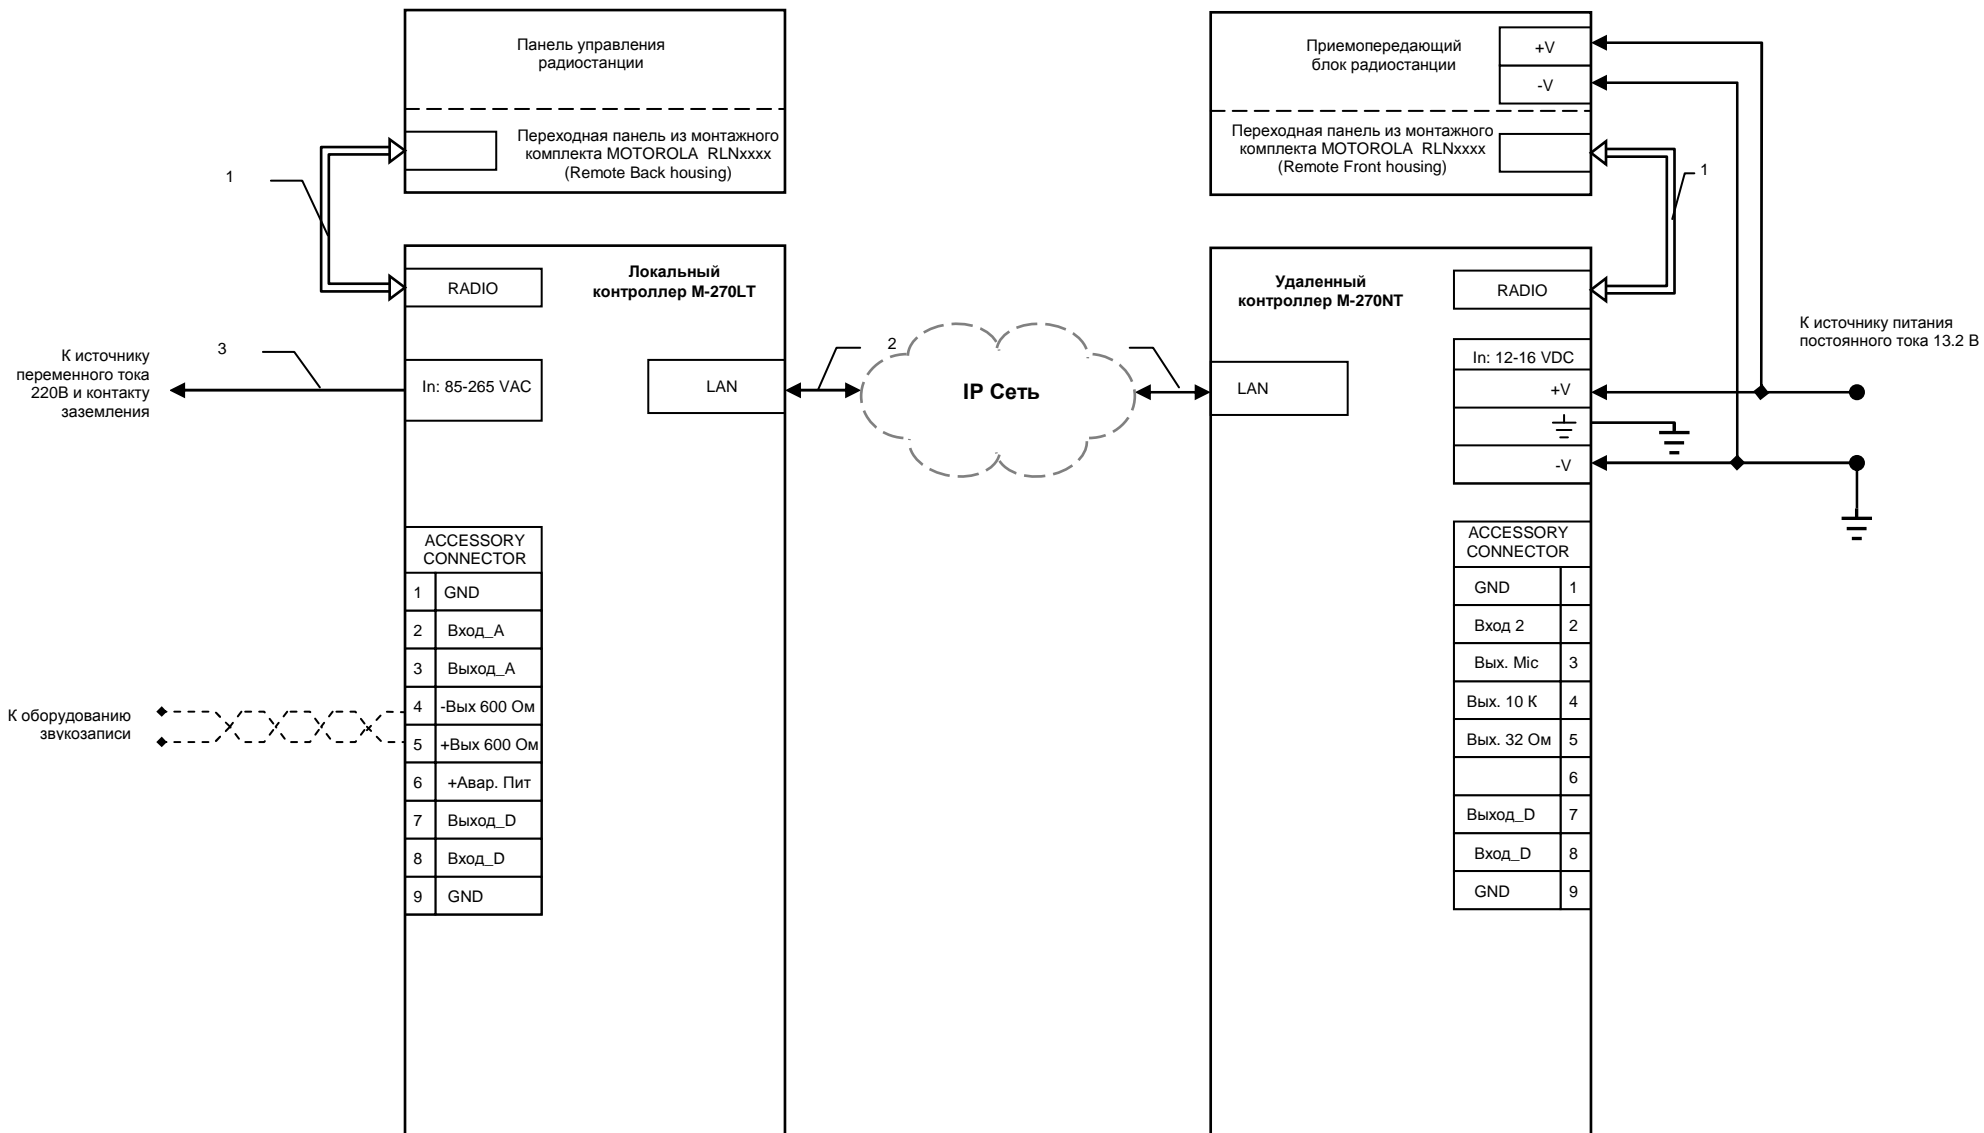 Панель управления
радиостанции
Переходная панель из монтажного
комплекта MOTOROLA RLNxxxx
(Remote Back housing)
Приемопередающий
блок радиостанции
+V
-V
Переходная панель из монтажного
комплекта MOTOROLA RLNxxxx
(Remote Front housing)
1
1
RADIO
Локальный
контроллер M-270LT
Удаленный
контроллер M-270NT
RADIO
К источнику
переменного тока
220В и контакту
заземления
3
In: 85-265 VAC
LAN
2
IP Сеть
LAN
In: 12-16 VDC
+V
-V
К источнику питания
постоянного тока 13.2 В
ACCESSORY
CONNECTOR
1 GND
2 Вход_A
3 Выход_A
4 -Вых 600 Ом
5 +Вых 600 Ом
6 +Авар. Пит
7 Выход_D
8 Вход_D
9 GND
К оборудованию
звукозаписи
ACCESSORY
CONNECTOR
GND 1
Вход 2 2
Вых. Mic 3
Вых. 10 К 4
Вых. 32 Ом 5
6
Выход_D 7
Вход_D 8
GND 9